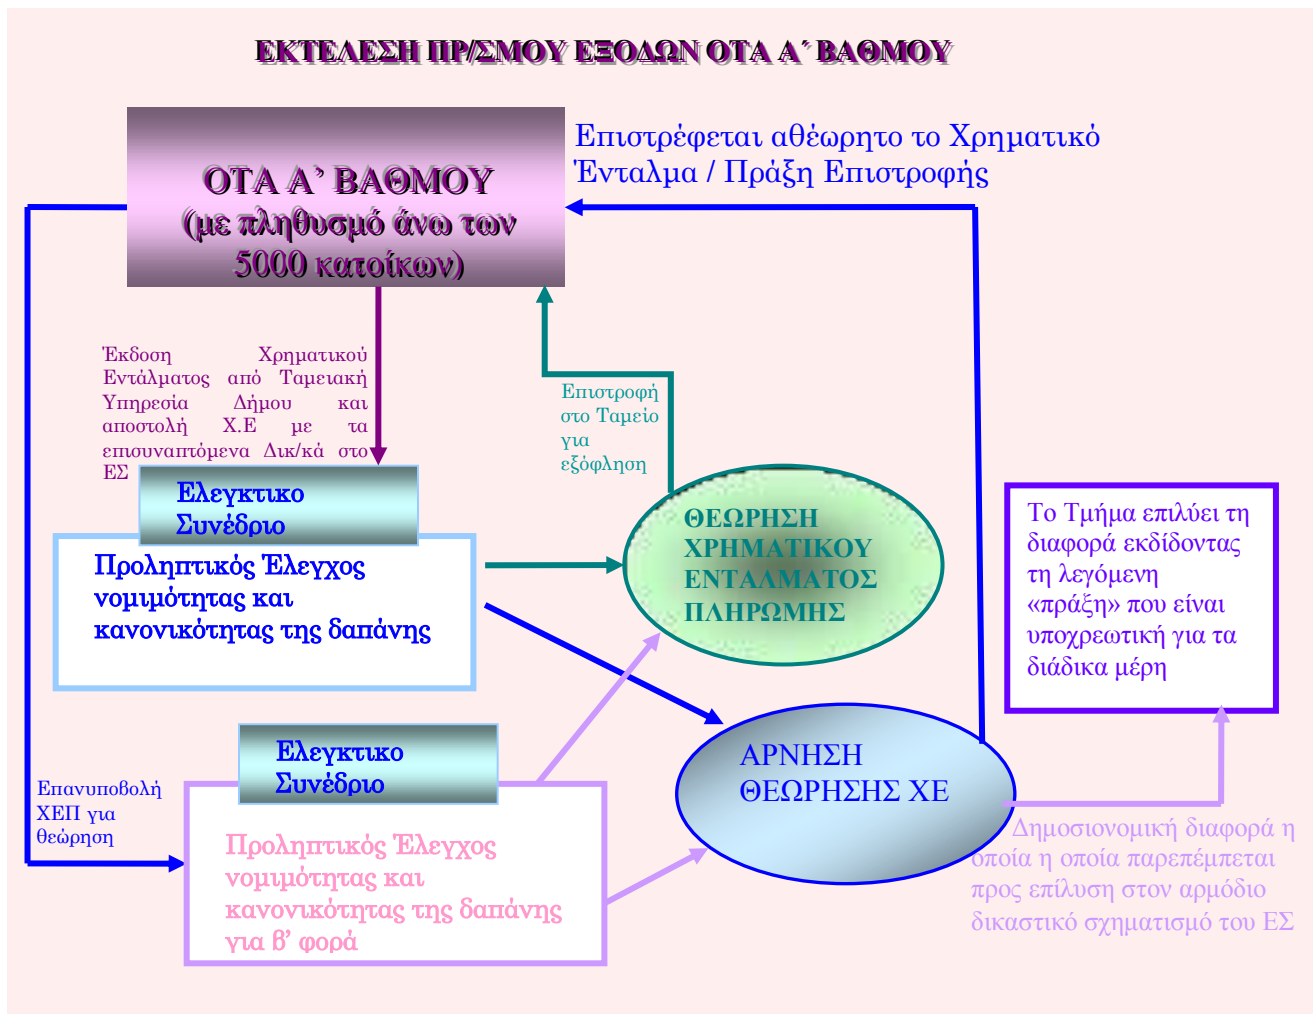 ΕΚΤΕΛΕΣΗ ΠΡ/ΣΜΟΥ ΕΞΟΔΩΝ ΟΤΑ Α΄ ΒΑΘΜΟΥ
Επιστρέφεται αθέωρητο το Χρηματικό
Ένταλμα / Πράξη Επιστροφής
ΟΤΑ Α’ ΒΑΘΜΟΥ
(με πληθυσμό άνω των
5000 κατοίκων)
Έκδοση Χρηματικού
Εντάλματος από Ταμειακή
Υπηρεσία Δήμου και
αποστολή Χ.Ε με τα
επισυναπτόμενα Δικ/κά στο
ΕΣ
Επιστροφή
στο Ταμείο
για
εξόφληση
Ελεγκτικο
Συνέδριο
Προληπτικός Έλεγχος
νομιμότητας και
κανονικότητας της δαπάνης
ΘΕΩΡΗΣΗ
ΧΡΗΜΑΤΙΚΟΥ
ΕΝΤΑΛΜΑΤΟΣ
ΠΛΗΡΩΜΗΣ
Το Τμήμα επιλύει τη
διαφορά εκδίδοντας
τη λεγόμενη
«πράξη» που είναι
υποχρεωτική για τα
διάδικα μέρη
Ελεγκτικο
Συνέδριο
ΑΡΝΗΣΗ
ΘΕΩΡΗΣΗΣ ΧΕ
Επανυποβολή
ΧΕΠ για
θεώρηση
Προληπτικός Έλεγχος
νομιμότητας και
κανονικότητας της δαπάνης
για β’ φορά
Δημοσιονομική διαφορά η
οποία η οποία παρεπέμπεται
προς επίλυση στον αρμόδιο
δικαστικό σχηματισμό του ΕΣ